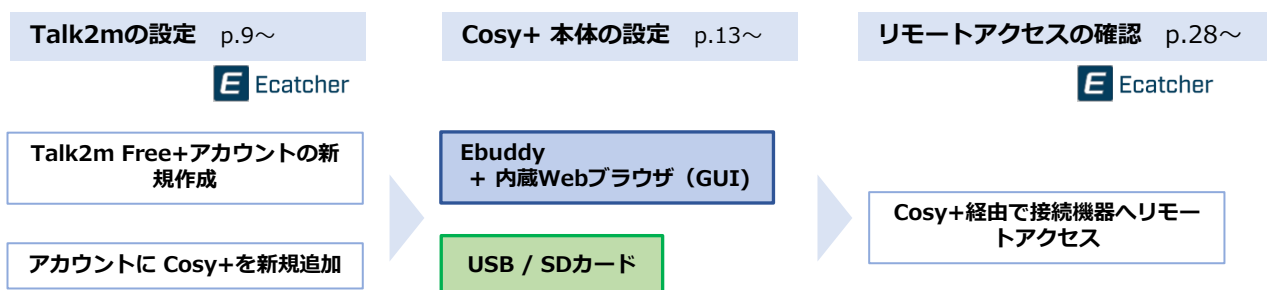 Talk2mの設定 p.9～
E Ecatcher
Talk2m Free+アカウントの新
規作成
アカウントに Cosy+を新規追加
Cosy+ 本体の設定 p.13～
Ebuddy
+ 内蔵Webブラウザ（GUI)
USB / SDカード
リモートアクセスの確認 p.28～
E Ecatcher
Cosy+経由で接続機器へリモー
トアクセス